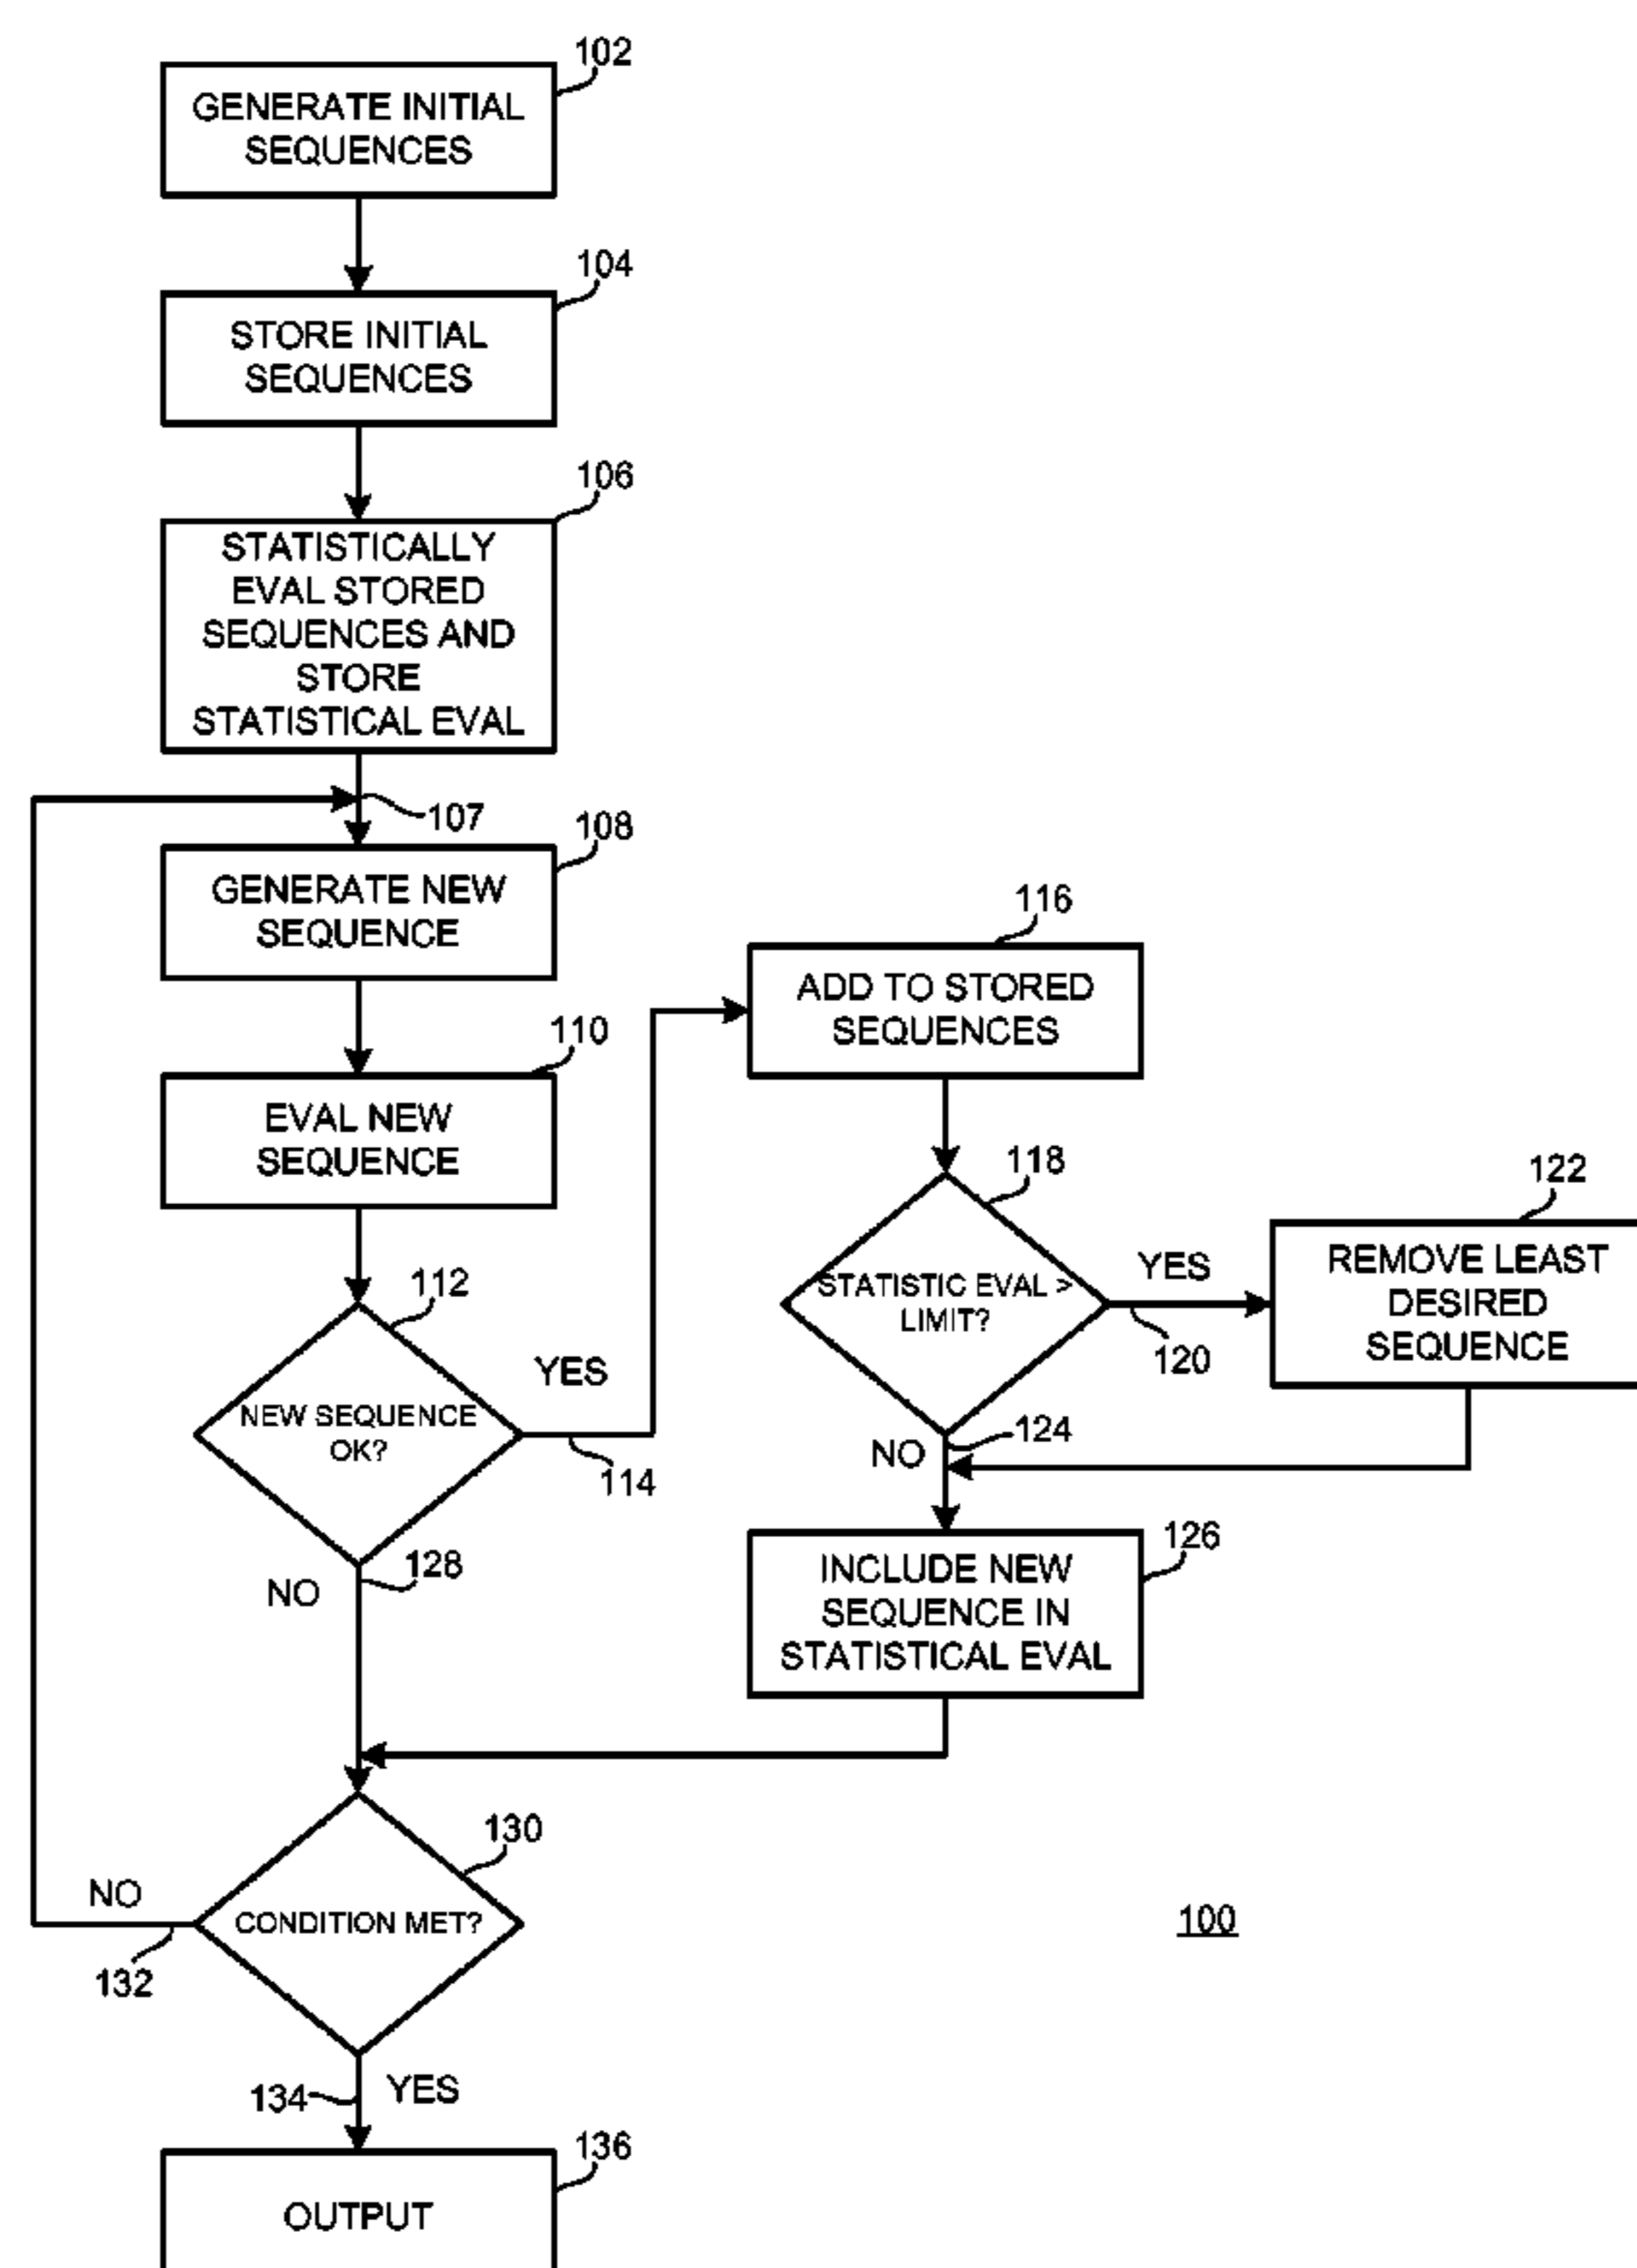 102
GENERATE INITIAL
SEQUENCES
104
STORE INITIAL
SEQUENCES
106
STATISTICALLY
EVAL STORED
SEQUENCES AND
STORE
STATISTICAL EVAL
107
108
GENERATE NEW
SEQUENCE
110
EVAL NEW
SEQUENCE
112
NEW SEQUENCE
OK?
YES
114
116
ADD TO STORED
SEQUENCES
118
STATISTIC EVAL >
LIMIT?
YES
120
122
REMOVE LEAST
DESIRED
SEQUENCE
NO
124
126
INCLUDE NEW
SEQUENCE IN
STATISTICAL EVAL
128
NO
130
CONDITION MET?
NO
132
100
134
YES
136
OUTPUT